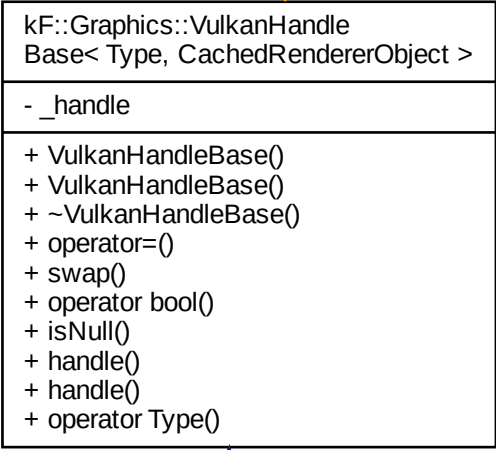 kF::Graphics::VulkanHandle
Base< Type, CachedRendererObject >
- _handle
+ VulkanHandleBase()
+ VulkanHandleBase()
+ ~VulkanHandleBase()
+ operator=()
+ swap()
+ operator bool()
+ isNull()
+ handle()
+ handle()
+ operator Type()